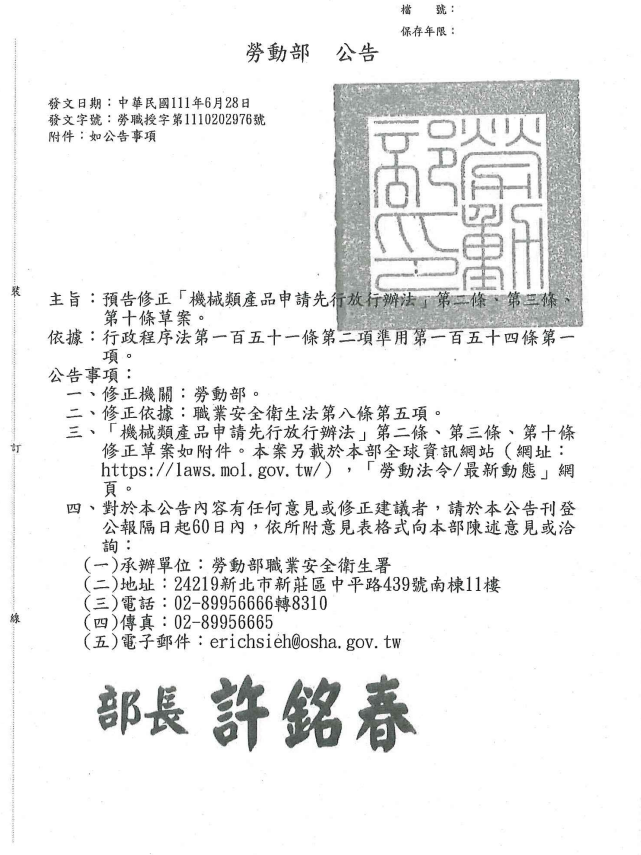 檔　　號：
保存年限：
勞動部　公告
發文日期：中華民國111年6月28日
發文字號：勞職授字第1110202976號
附件：如公告事項
勞動部印
主旨：預告修正「機械類產品申請先行放行辦法」第二條、第三條、
第十條草案。
依據：行政程序法第一百五十一條第二項準用第一百五十四條第一
項。
公告事項：
一、修正機關：勞動部。
二、修正依據：職業安全衛生法第八條第五項。
三、「機械類產品申請先行放行辦法」第二條、第三條、第十條
修正草案如附件。本案另載於本部全球資訊網站（網址：
https://laws.mol.gov.tw/），「勞動法令/最新動態」網
頁。
四、對於本公告內容有任何意見或修正建議者，請於本公告刊登
公報隔日起60日內，依所附意見表格式向本部陳述意見或洽
詢：
(一)承辦單位：勞動部職業安全衛生署
(二)地址：24219新北市新莊區中平路439號南棟11樓
(三)電話：02-89956666轉8310
(四)傳真：02-89956665
(五)電子郵件：erichsieh@osha.gov.tw
部長 許銘春
裝
訂
線